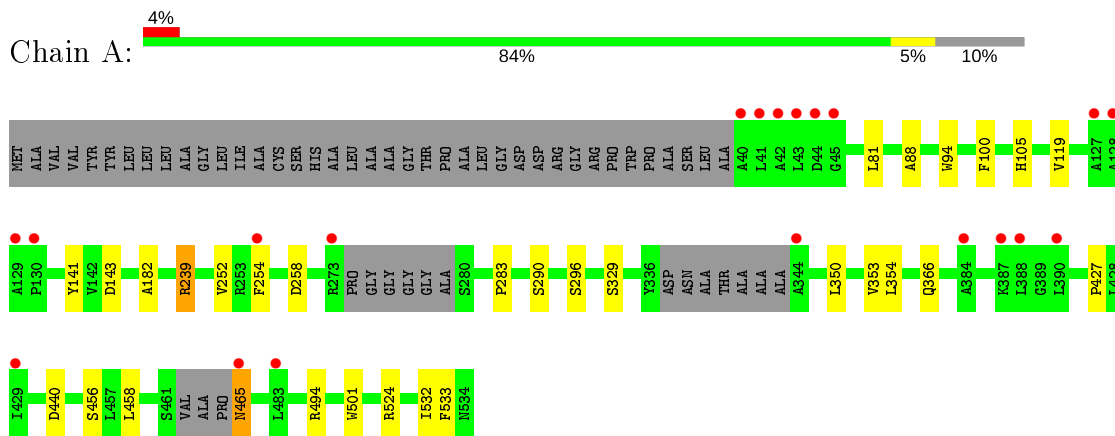 4%
Chain A:
84% 5% 10%
MET ALA VAL VAL TYR TYR LEU LEU LEU ALA GLY LEU ILE ALA CYS SER HIS ALA LEU ALA ALA GLY THR PRO ALA LEU GLY ASP ASP ARG GLY ARG PRO TRP PRO ALA SER LEU ALA A40 L41 A42 L43 D44 G45 L81 A88 W94 F100 H105 V119 A127 A128
A129 P130 Y141 V142 D143 A182 R239 V252 R253 F254 D258 R273 PRO GLY GLY GLY GLY ALA S280 P283 S290 S296 S329 Y336 ASP ASN ALA THR ALA ALA ALA A344 L350 V353 L354 Q366 A384 K387 L388 G389 L390 P427 L428
I429 D440 S456 L457 L458 S461 VAL ALA PRO N465 L483 R494 W501 R524 I532 F533 N534